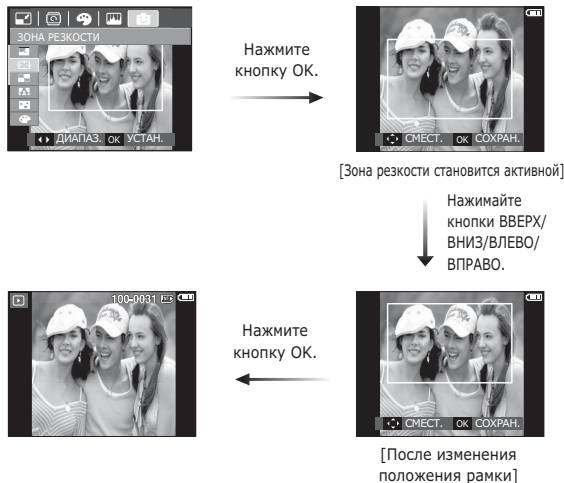 ЗОНА РЕЗКОСТИ
ДИАПАЗ. OK УСТАН.
Нажмите
кнопку OK.
СМЕСТ. OK СОХРАН.
[Зона резкости становится активной]
Нажимайте
кнопки ВВЕРХ/
ВНИЗ/ВЛЕВО/
ВПРАВО.
СМЕСТ. OK СОХРАН.
[После изменения
положения рамки]
Нажмите
кнопку OK.
100-0031